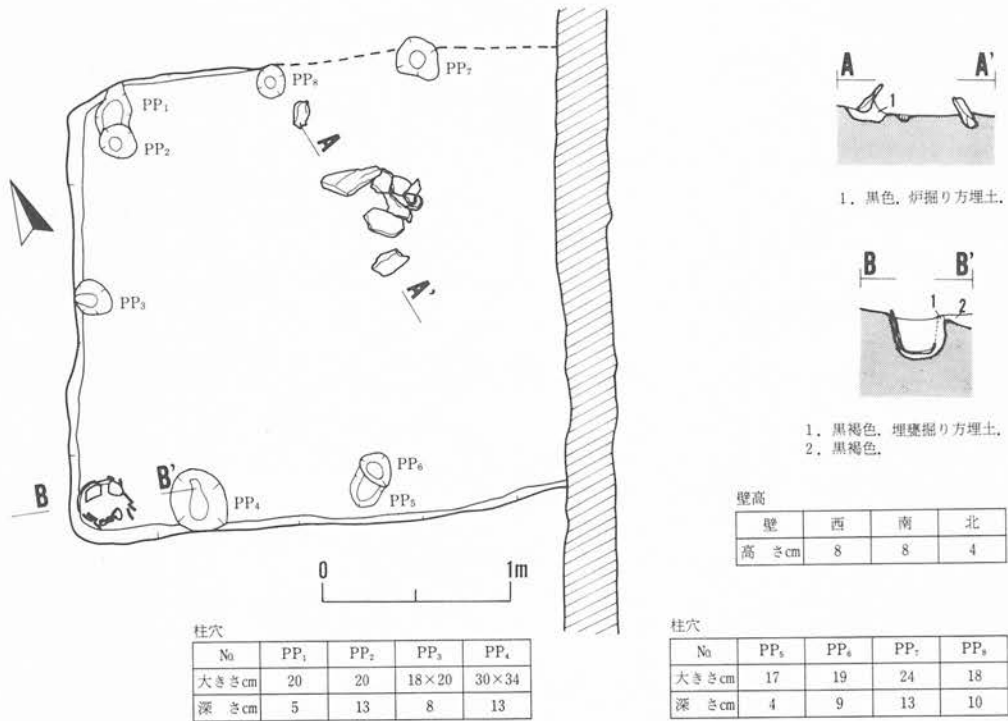 PP₈
PP₇
PP₁
PP₂
A
A'
PP₃
B
B'
PP₄
PP₆
PP₅
0 1m
A A'
1
1. 黒色. 炉掘り方埋土.
B B'
1 2
1. 黒褐色. 埋甕掘り方埋土.
2. 黒褐色.
壁高
壁 西 南 北
高 さcm 8 8 4
柱穴
No. PP₁ PP₂ PP₃ PP₄
大きさcm 20 20 18×20 30×34
深 さcm 5 13 8 13
柱穴
No. PP₅ PP₆ PP₇ PP₈
大きさcm 17 19 24 18
深 さcm 4 9 13 10